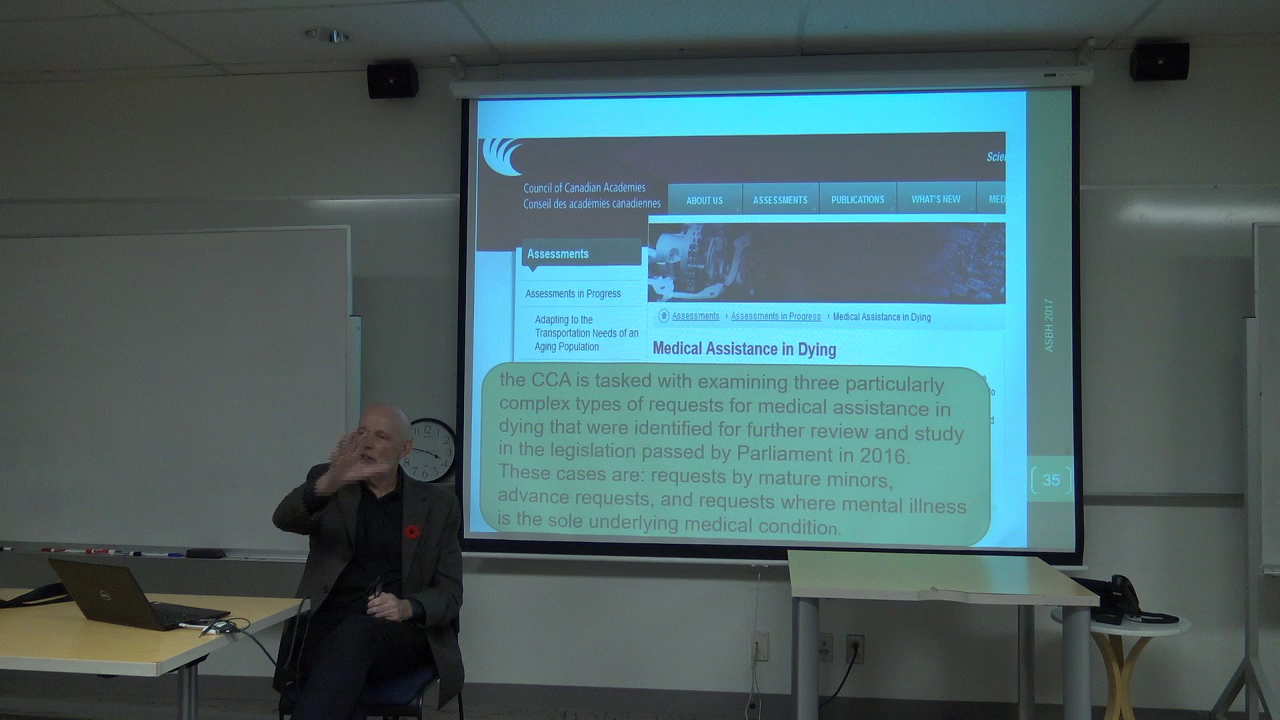 Scien
Council of Canadian Academies
Conseil des académies canadiennes
ABOUT US
ASSESSMENTS
PUBLICATIONS
WHAT'S NEW
MED
Assessments
Assessments in Progress
Adapting to the
Transportation Needs of an
Aging Population
Assessments › Assessments in Progress › Medical Assistance in Dying
Medical Assistance in Dying
the CCA is tasked with examining three particularly
complex types of requests for medical assistance in
dying that were identified for further review and study
in the legislation passed by Parliament in 2016.
These cases are: requests by mature minors,
advance requests, and requests where mental illness
is the sole underlying medical condition.
ASBH 2017
35
DELL